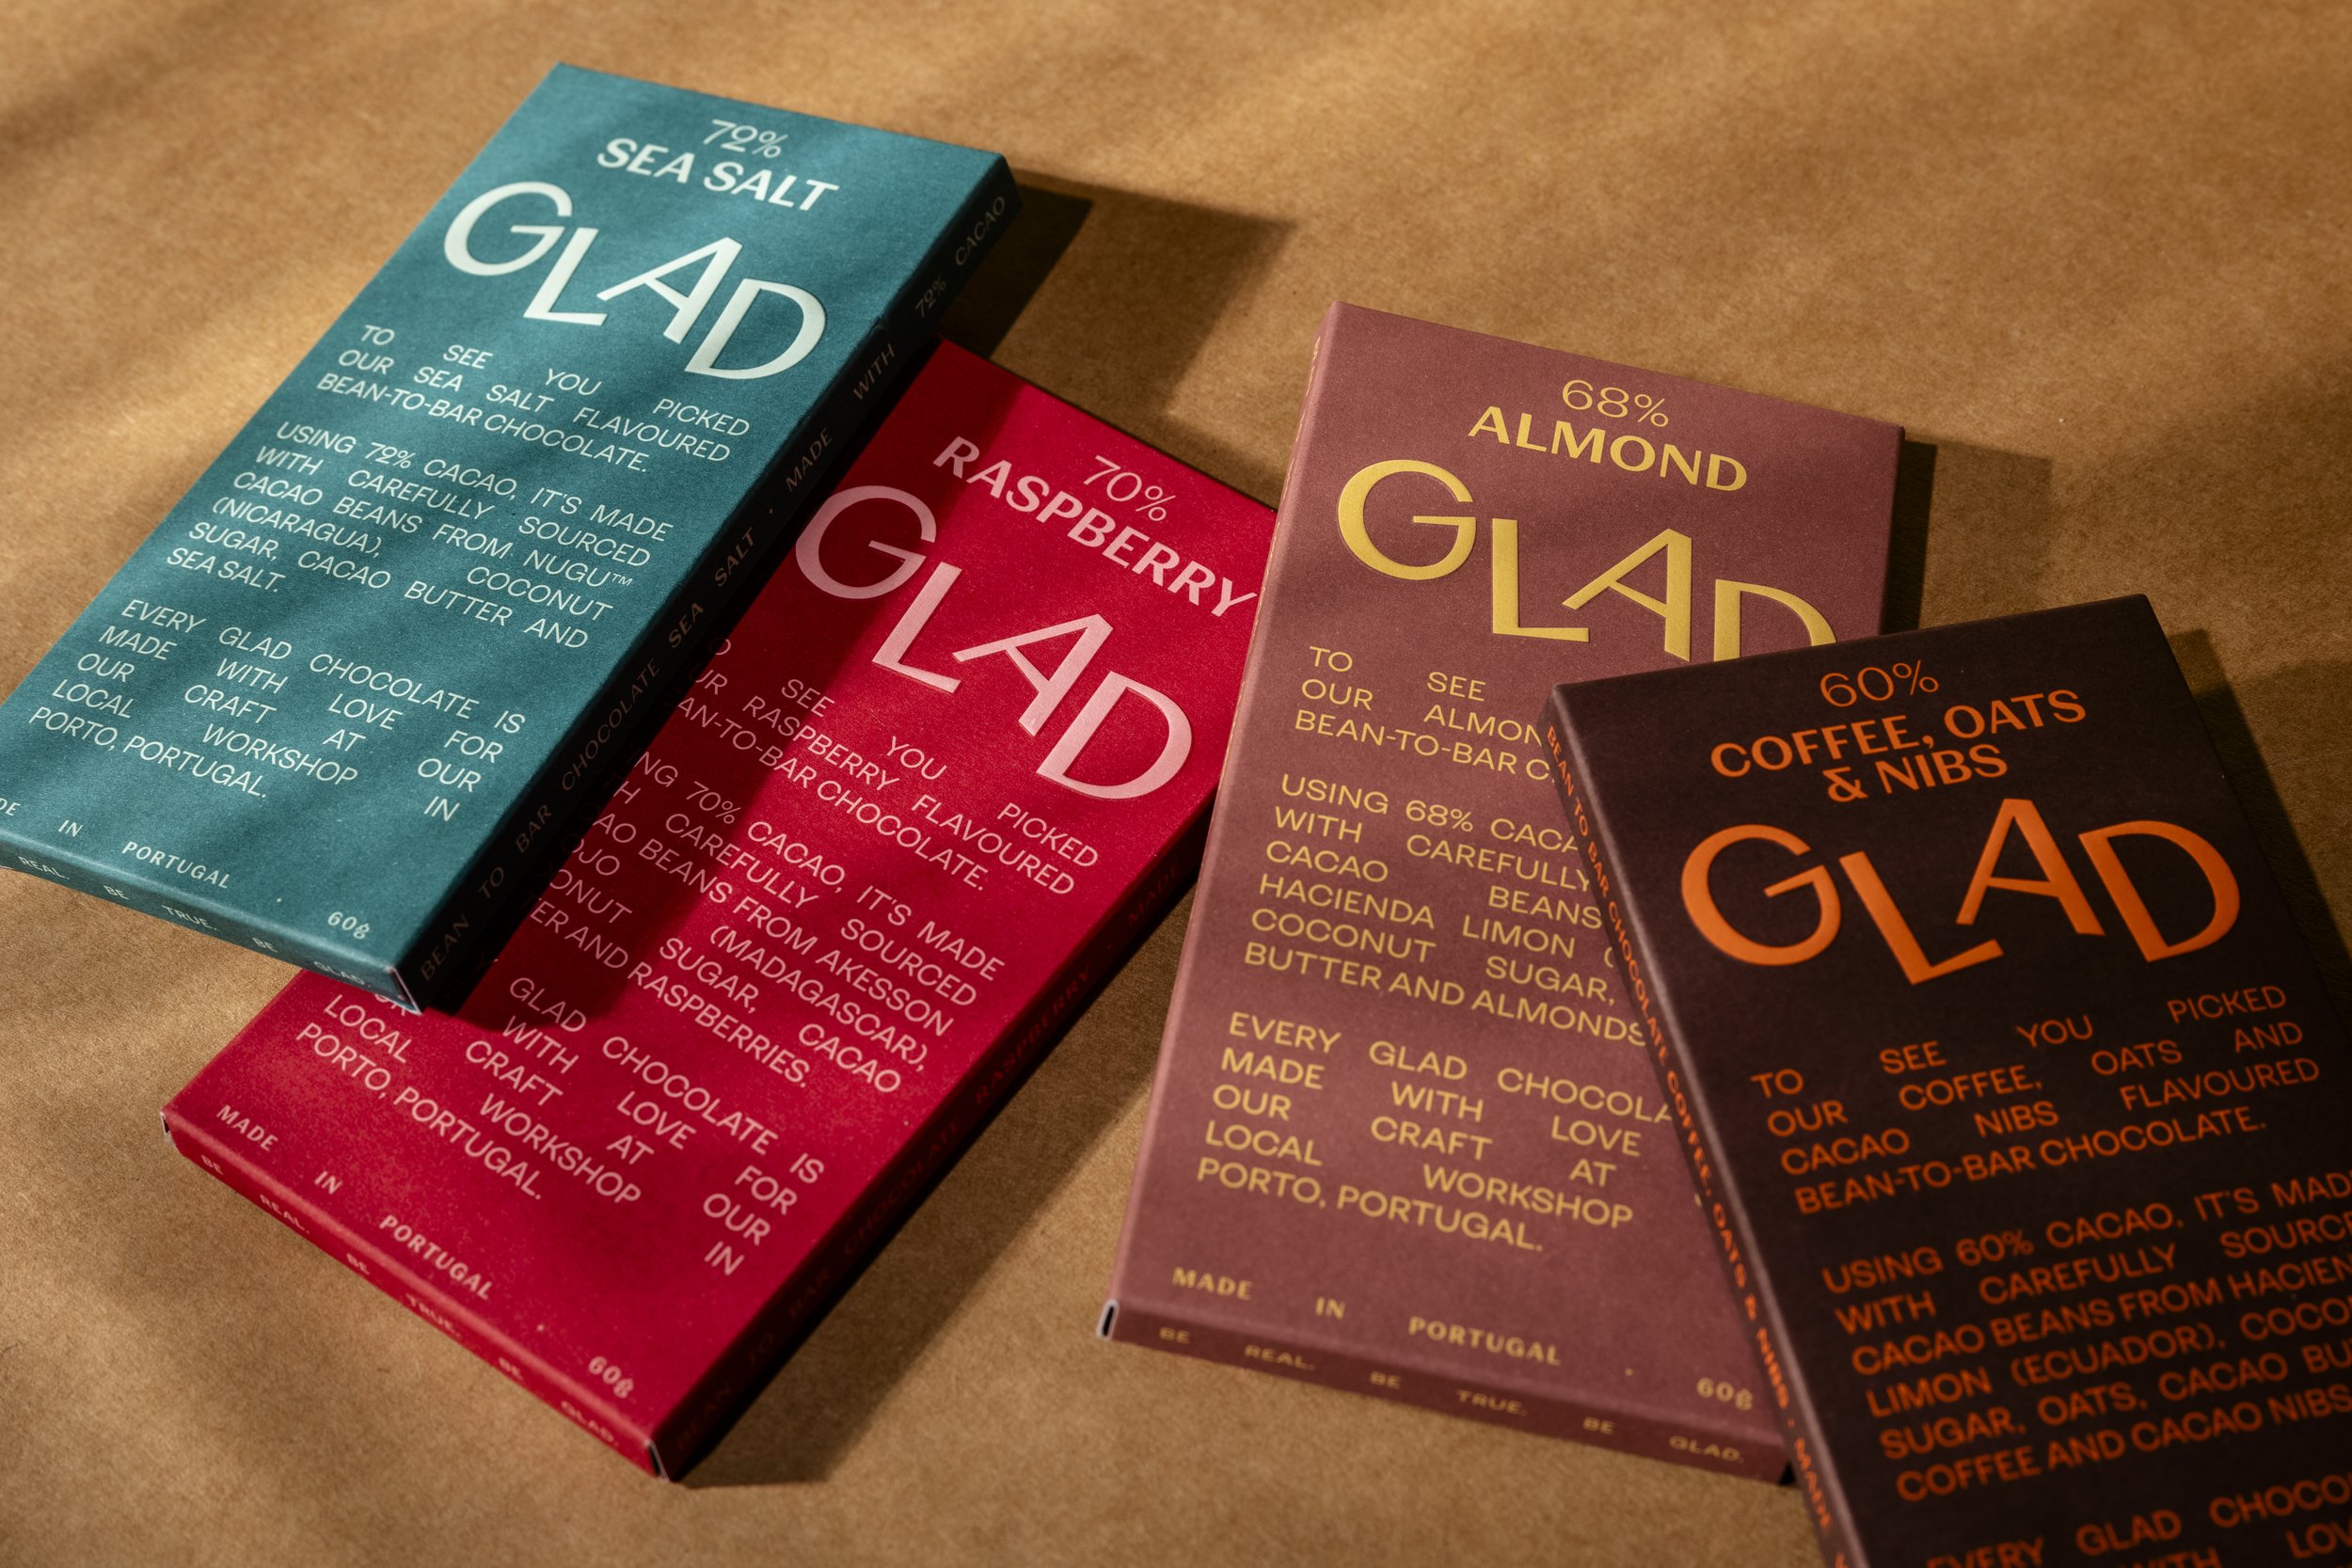 72%
SEA SALT
GLAD
TO SEE YOU PICKED
OUR SEA SALT FLAVOURED
BEAN-TO-BAR CHOCOLATE.
USING 72% CACAO, IT'S MADE
WITH CAREFULLY SOURCED
CACAO BEANS FROM NUGU™
(NICARAGUA), COCONUT
SUGAR, CACAO BUTTER AND
SEA SALT.
EVERY GLAD CHOCOLATE IS
MADE WITH LOVE FOR
OUR CRAFT AT OUR
LOCAL WORKSHOP IN
PORTO, PORTUGAL.
IN PORTUGAL . 60g
REAL. BE TRUE. BE GLAD.
BEAN TO BAR CHOCOLATE SEA SALT . MADE WITH 72% CACAO
70%
RASPBERRY
GLAD
SEE YOU PICKED
RASPBERRY FLAVOURED
BAR CHOCOLATE.
70% CACAO, IT'S MADE
CAREFULLY SOURCED
BEANS FROM AKESSON
(MADAGASCAR),
SUGAR, CACAO
AND RASPBERRIES.
GLAD CHOCOLATE IS
WITH LOVE FOR
CRAFT AT OUR
LOCAL WORKSHOP IN
PORTO, PORTUGAL.
MADE IN PORTUGAL . 60g
BE REAL. BE TRUE. BE GLAD.
BEAN TO BAR CHOCOLATE RASPBERRY . MADE
68%
ALMOND
GLAD
TO SEE
OUR
BEAN-TO-BAR
USING 68%
WITH CAREFULLY
CACAO BEANS
HACIENDA LIMON
COCONUT SUGAR,
BUTTER AND ALMONDS
EVERY GLAD
MADE WITH LOVE
OUR CRAFT AT
LOCAL WORKSHOP
PORTO, PORTUGAL.
MADE IN PORTUGAL . 60g
BE REAL. BE TRUE. BE GLAD.
60%
COFFEE, OATS
& NIBS
GLAD
TO SEE YOU PICKED
OUR COFFEE, OATS AND
CACAO NIBS FLAVOURED
BEAN-TO-BAR CHOCOLATE.
USING 60% CACAO, IT'S
WITH CAREFULLY
CACAO BEANS FROM
LIMON (ECUADOR),
SUGAR, OATS, CACAO
COFFEE AND CACAO NIBS
EVERY GLAD
BEAN TO BAR CHOCOLATE COFFEE, OATS & NIBS . MADE